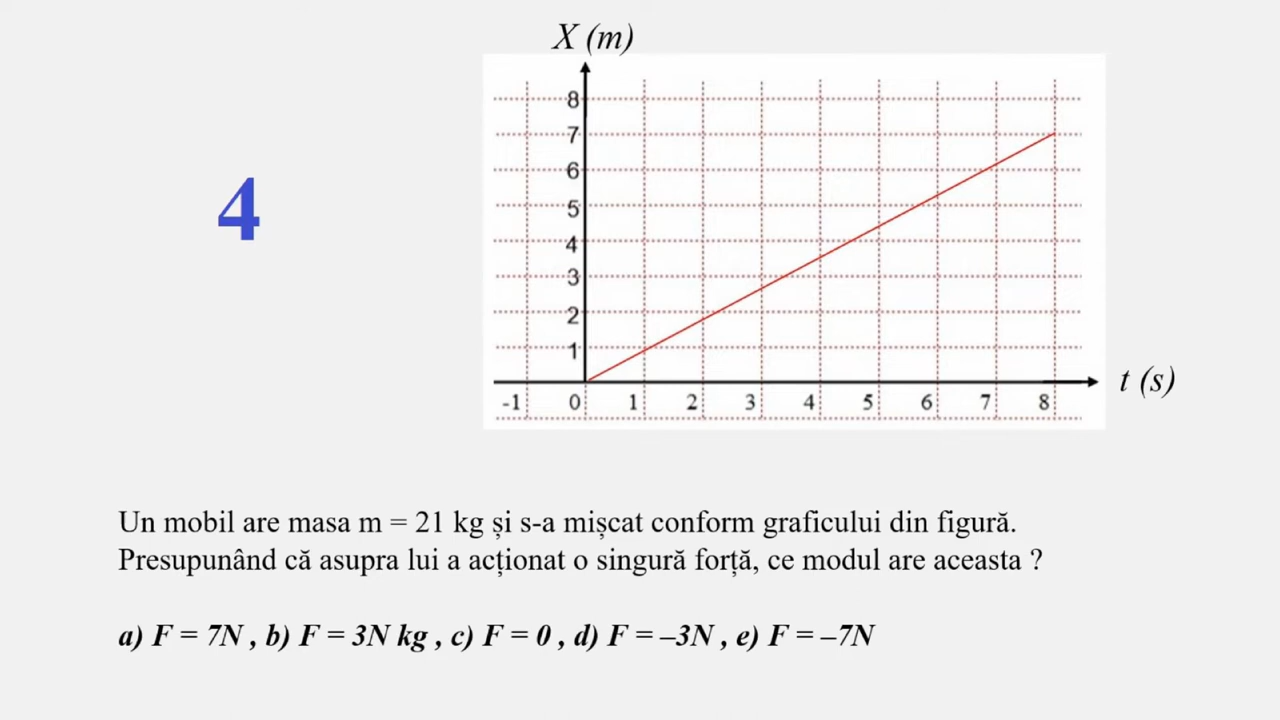 X (m)
8
7
6
5
4
3
2
1
t (s)
-1 0 1 2 3 4 5 6 7 8
4
Un mobil are masa m = 21 kg și s-a mișcat conform graficului din figură.
Presupunând că asupra lui a acționat o singură forță, ce modul are aceasta ?
a) F = 7N , b) F = 3N kg , c) F = 0 , d) F = –3N , e) F = –7N